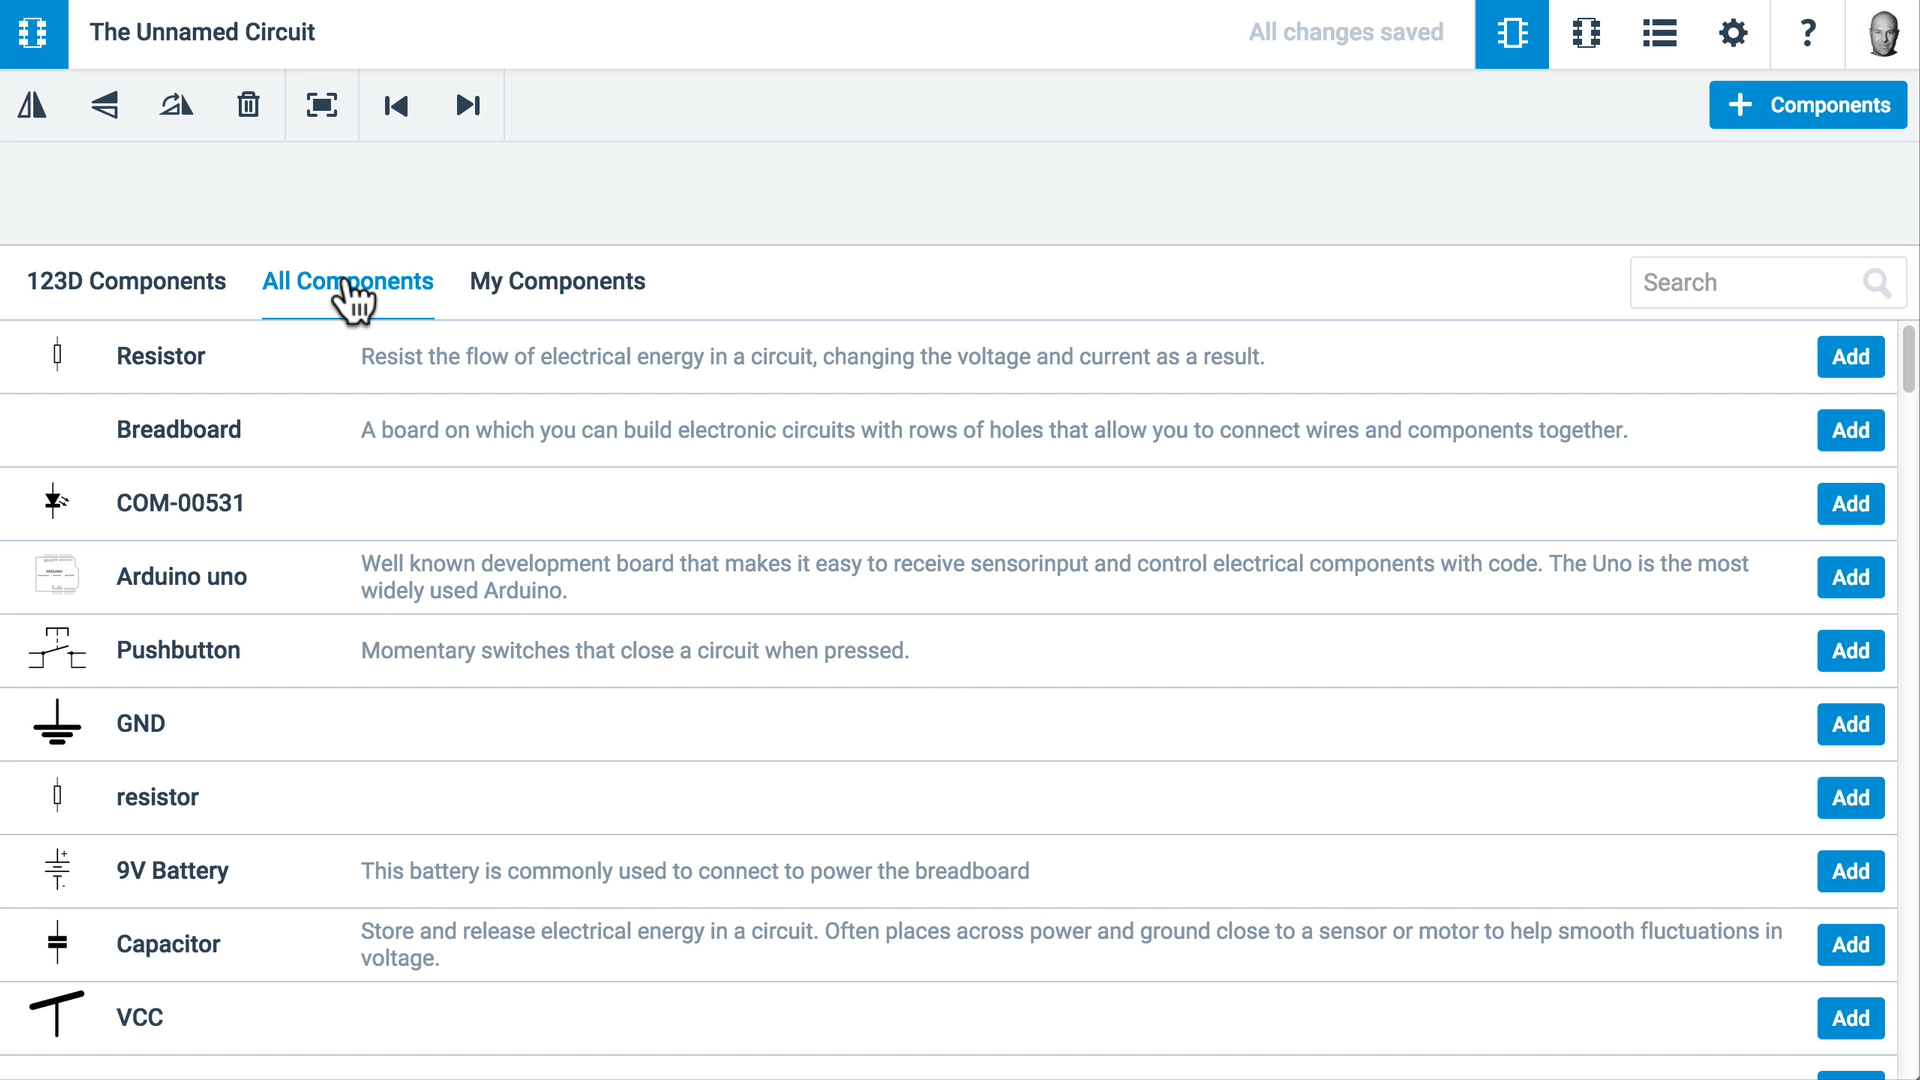 The Unnamed Circuit
All changes saved
?
Components
123D Components
All Components
My Components
Search
Resistor
Resist the flow of electrical energy in a circuit, changing the voltage and current as a result.
Add
Breadboard
A board on which you can build electronic circuits with rows of holes that allow you to connect wires and components together.
Add
COM-00531
Add
Arduino uno
Well known development board that makes it easy to receive sensorinput and control electrical components with code. The Uno is the most
widely used Arduino.
Add
Pushbutton
Momentary switches that close a circuit when pressed.
Add
GND
Add
resistor
Add
9V Battery
This battery is commonly used to connect to power the breadboard
Add
Capacitor
Store and release electrical energy in a circuit. Often places across power and ground close to a sensor or motor to help smooth fluctuations in
voltage.
Add
VCC
Add